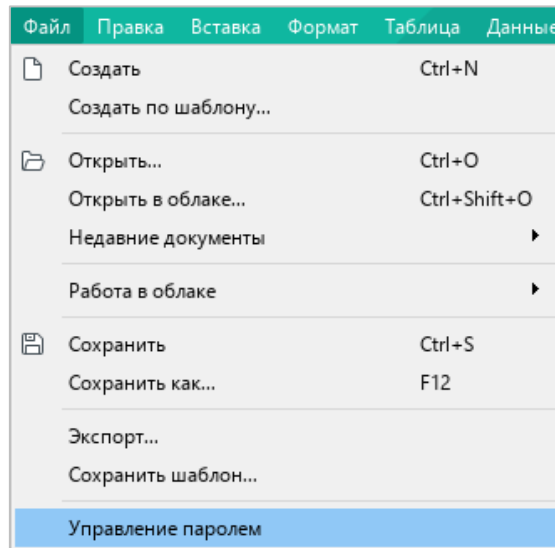 Файл Правка Вставка Формат Таблица Данные
Создать Ctrl+N
Создать по шаблону...
Открыть... Ctrl+O
Открыть в облаке... Ctrl+Shift+O
Недавние документы
Работа в облаке
Сохранить Ctrl+S
Сохранить как... F12
Экспорт...
Сохранить шаблон...
Управление паролем